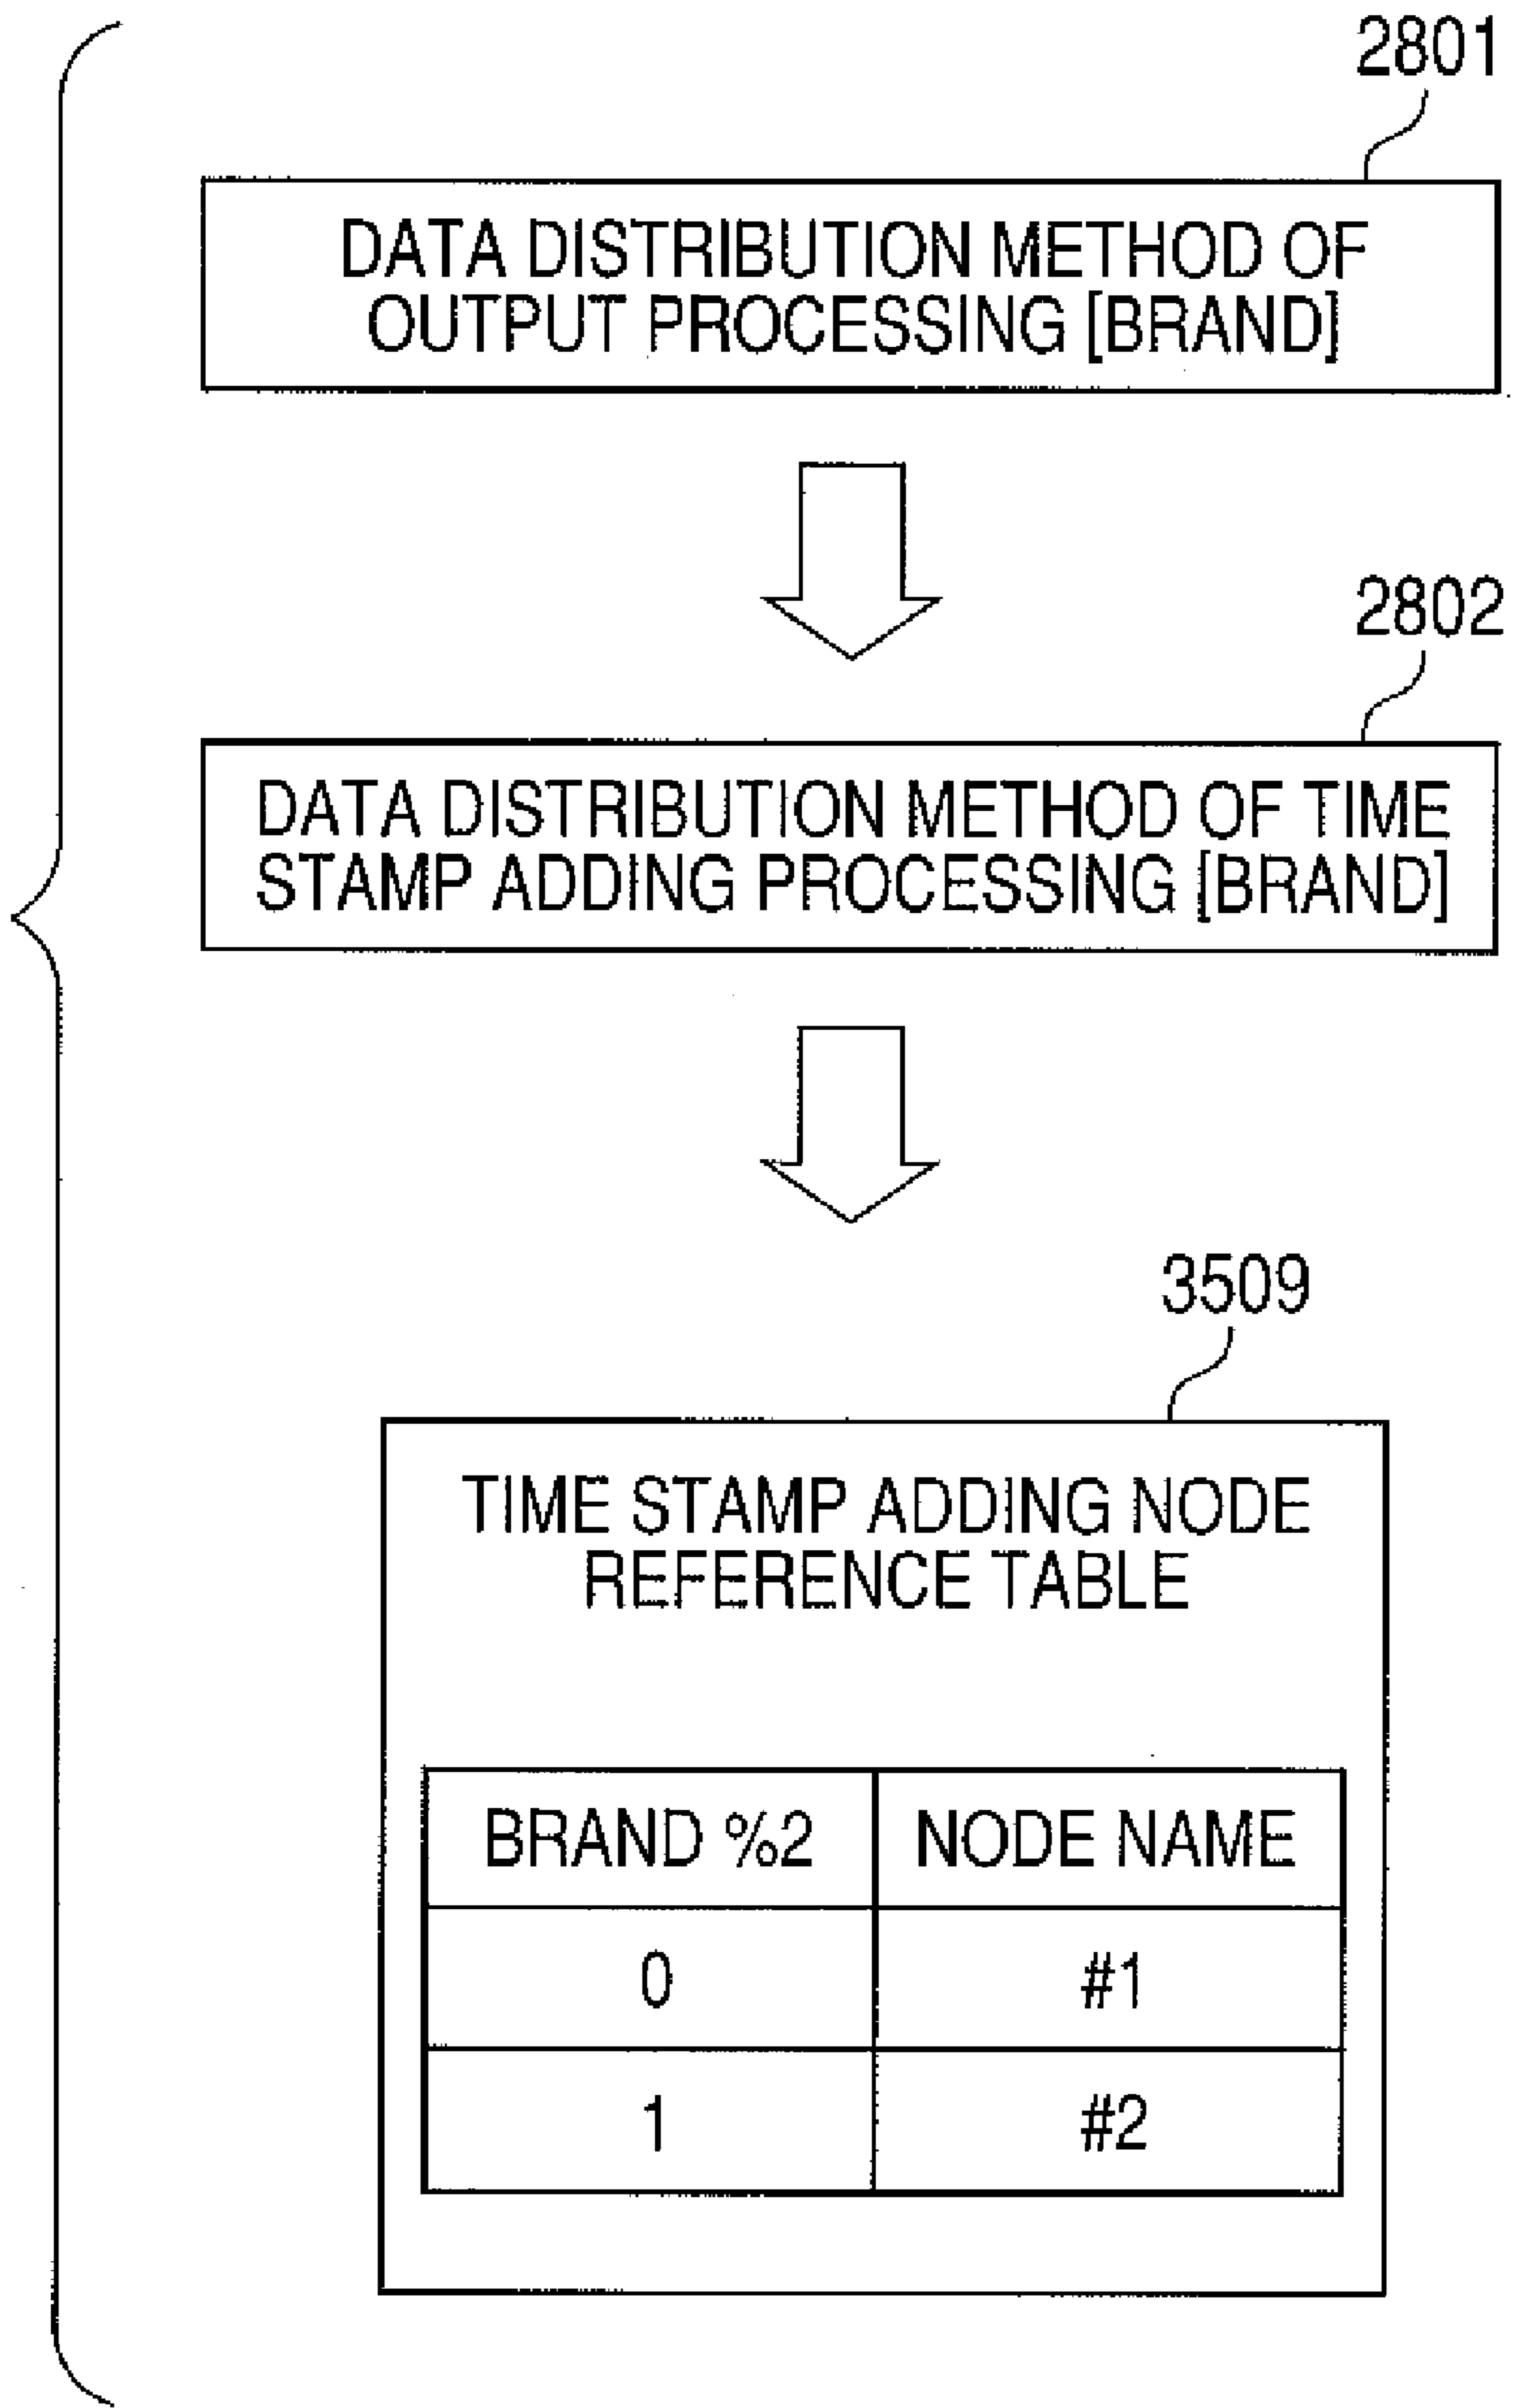 2801
DATA DISTRIBUTION METHOD OF
OUTPUT PROCESSING [BRAND]
2802
DATA DISTRIBUTION METHOD OF TIME
STAMP ADDING PROCESSING [BRAND]
3509
TIME STAMP ADDING NODE
REFERENCE TABLE
BRAND %2 NODE NAME
0 #1
1 #2